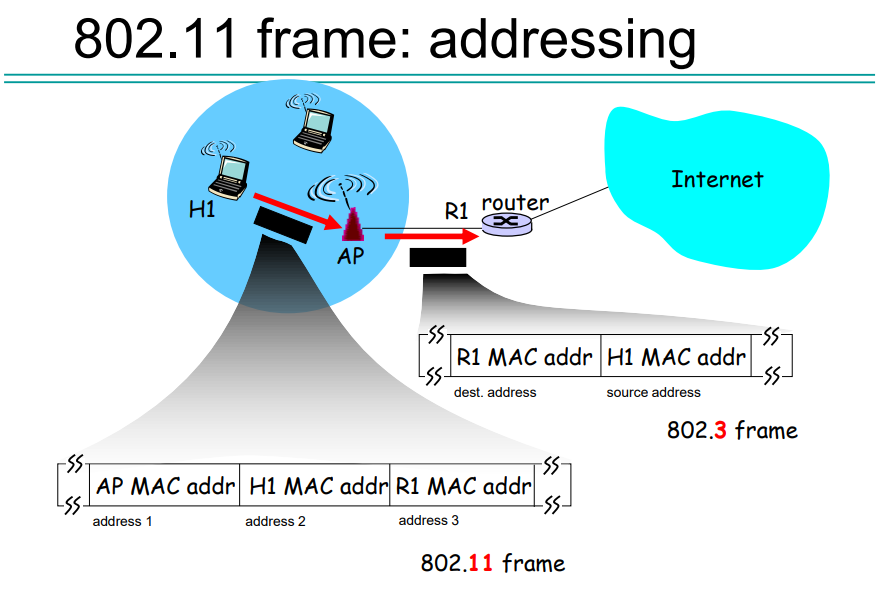 802.11 frame: addressing
Internet
router
R1
H1
AP
R1 MAC addr H1 MAC addr
dest. address source address
802.3 frame
AP MAC addr H1 MAC addr R1 MAC addr
address 1 address 2 address 3
802.11 frame